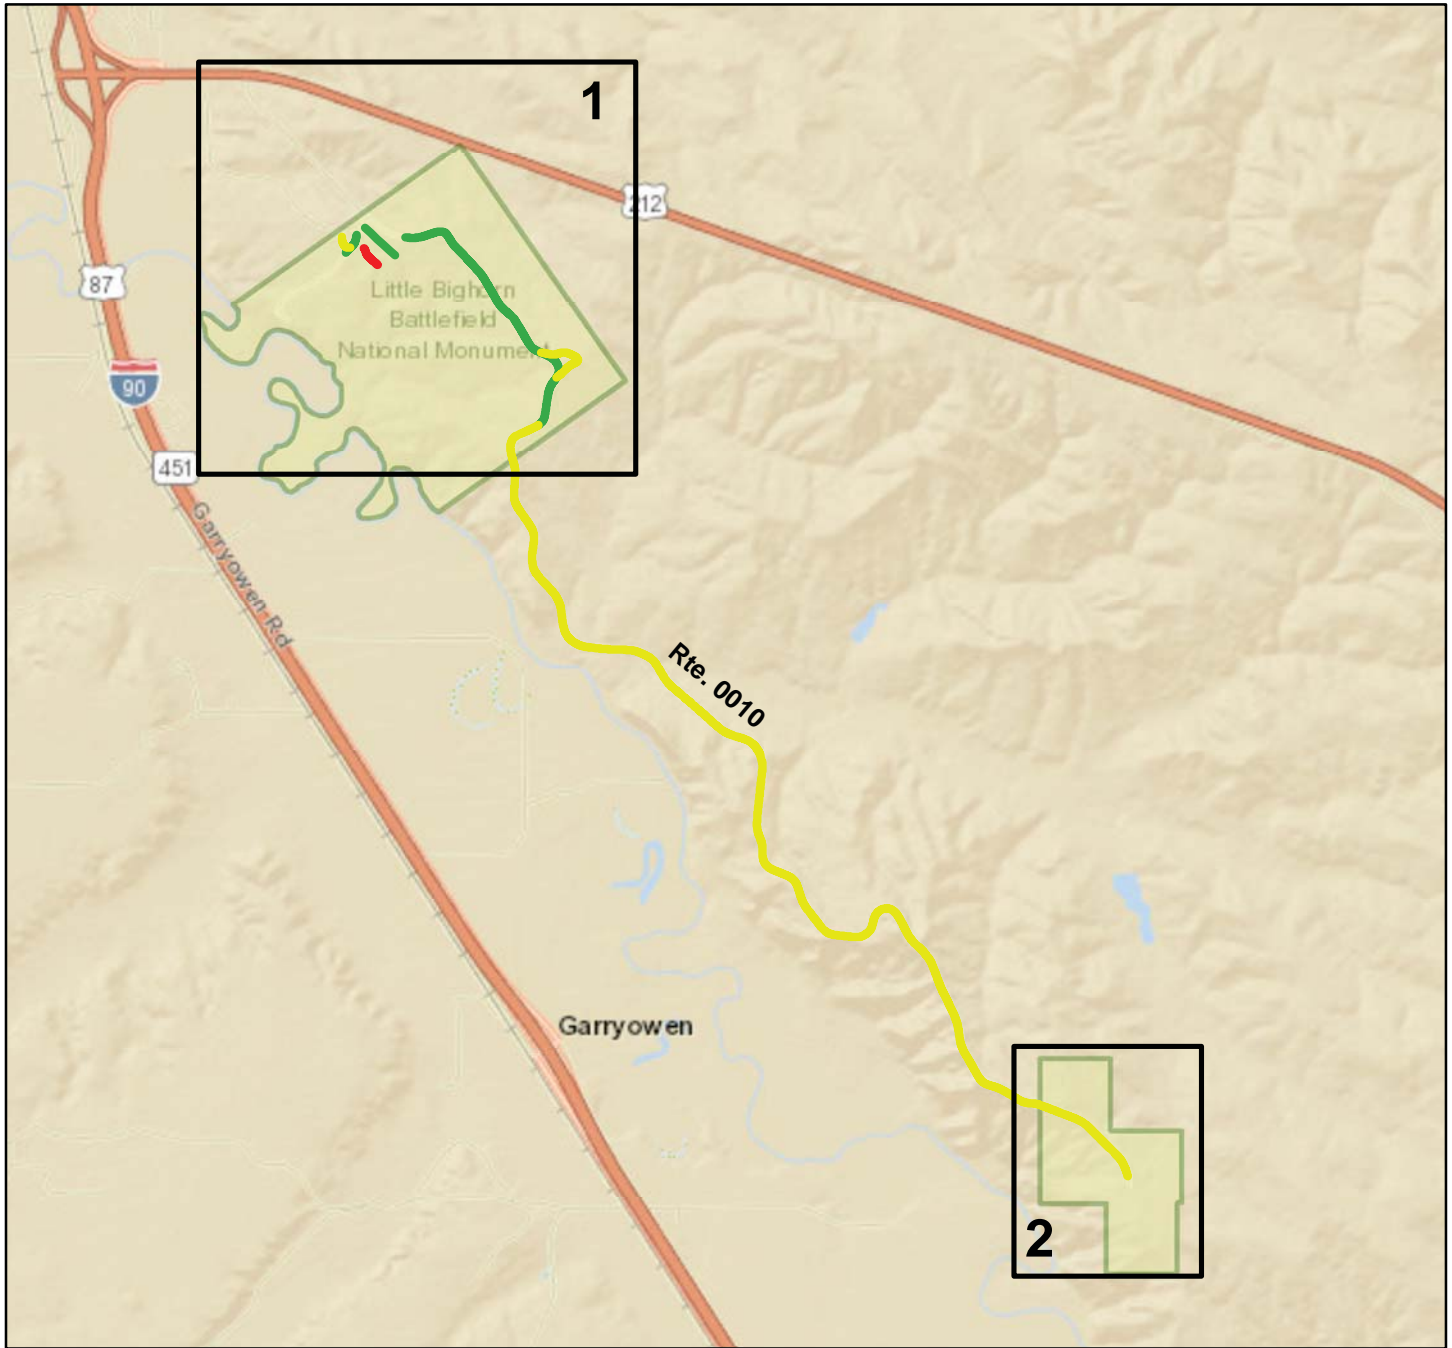 1
212
87
Little Bighorn
Battlefield
National Monument
90
451
Garryowen Rd
Rte. 0010
Garryowen
2